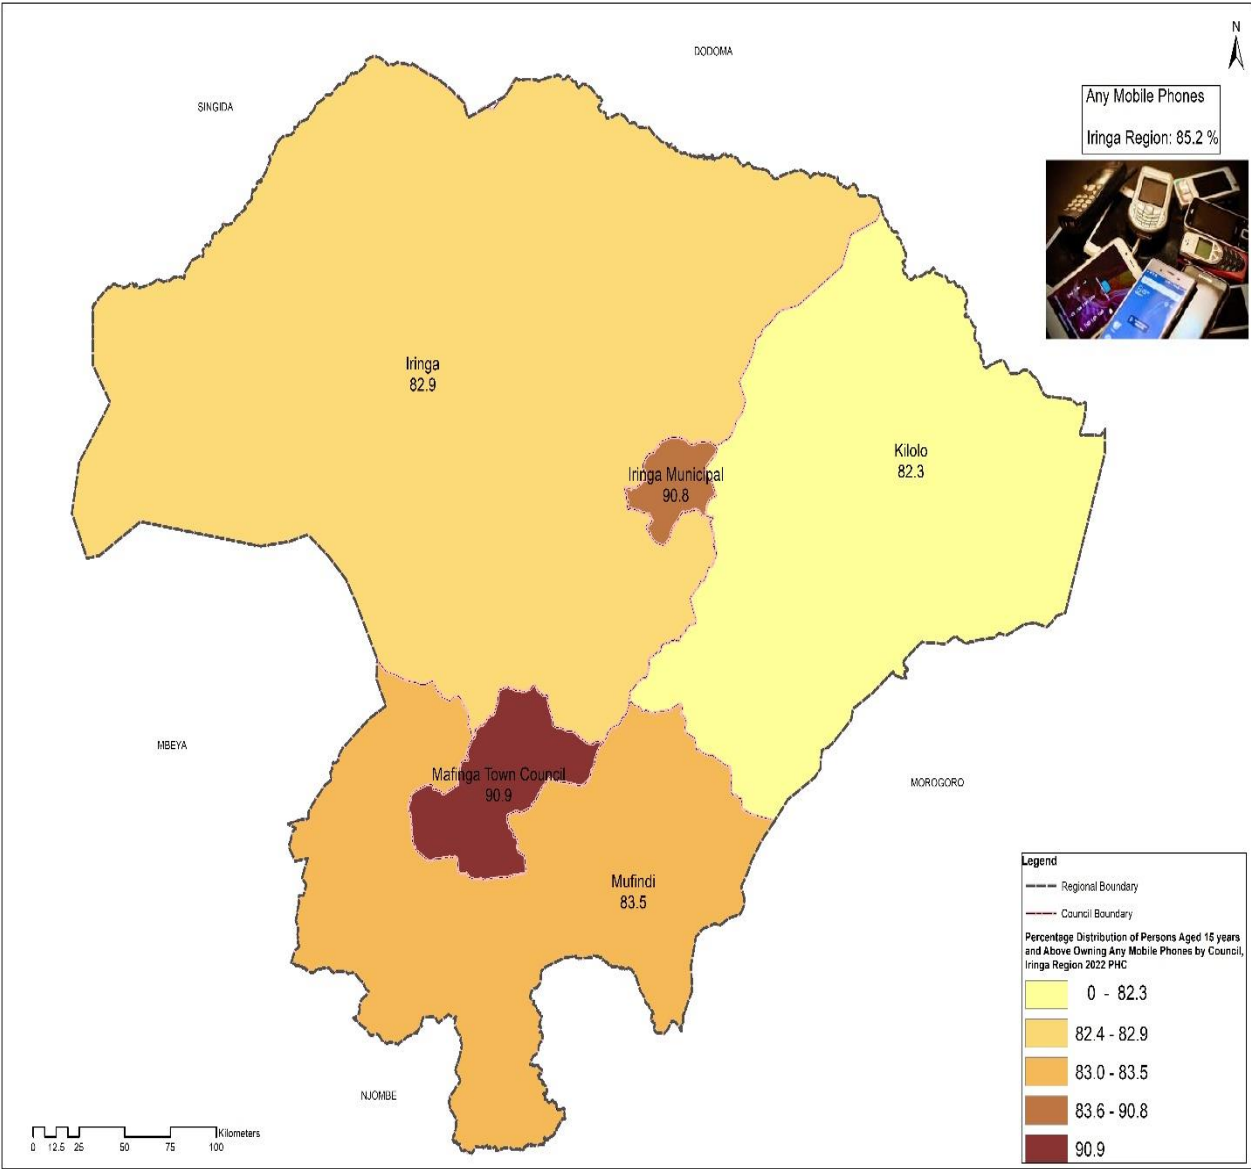 N
DODOMA
SINGIDA
Any Mobile Phones
Iringa Region: 85.2 %
Iringa
82.9
Kilolo
82.3
Iringa Municipal
90.8
MBEYA
Mafinga Town Council
90.9
MOROGORO
Mufindi
83.5
NJOMBE
Kilometers
0 12.5 25 50 75 100
Legend
Regional Boundary
Council Boundary
Percentage Distribution of Persons Aged 15 years
and Above Owning Any Mobile Phones by Council,
Iringa Region 2022 PHC
0 - 82.3
82.4 - 82.9
83.0 - 83.5
83.6 - 90.8
90.9